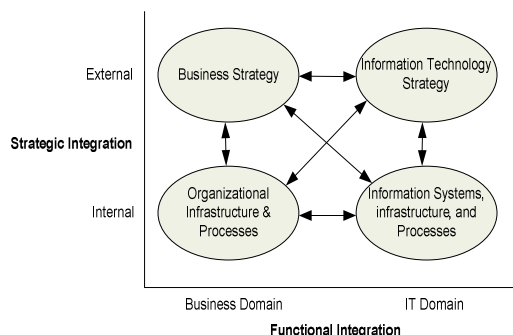 External
Business Strategy
Information Technology
Strategy
Strategic Integration
Internal
Organizational
Infrastructure &
Processes
Information Systems,
infrastructure, and
Processes
Business Domain
IT Domain
Functional Integration